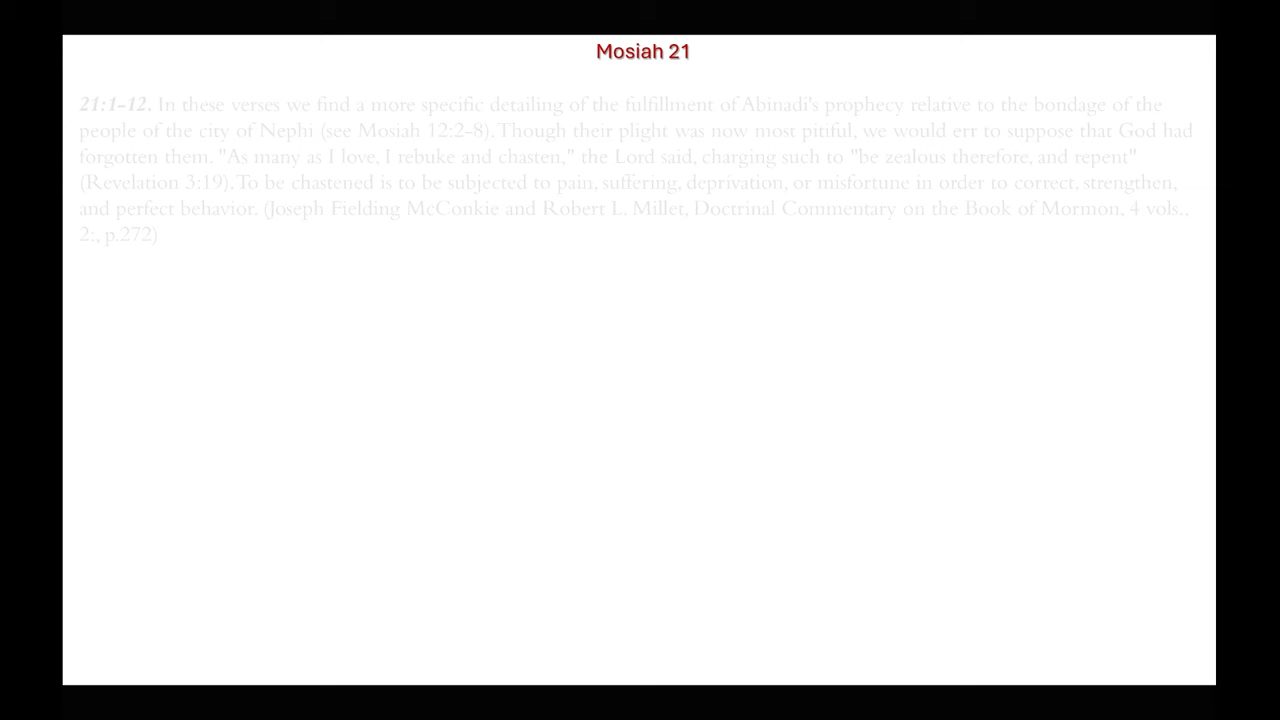 Mosiah 21
21:1-12. In these verses we find a more specific detailing of the fulfillment of Abinadi's prophecy relative to the bondage of the
people of the city of Nephi (see Mosiah 12:2-8). Though their plight was now most pitiful, we would err to suppose that God had
forgotten them. "As many as I love, I rebuke and chasten," the Lord said, charging such to "be zealous therefore, and repent"
(Revelation 3:19). To be chastened is to be subjected to pain, suffering, deprivation, or misfortune in order to correct, strengthen,
and perfect behavior. (Joseph Fielding McConkie and Robert L. Millet, Doctrinal Commentary on the Book of Mormon, 4 vols.,
2:, p.272)